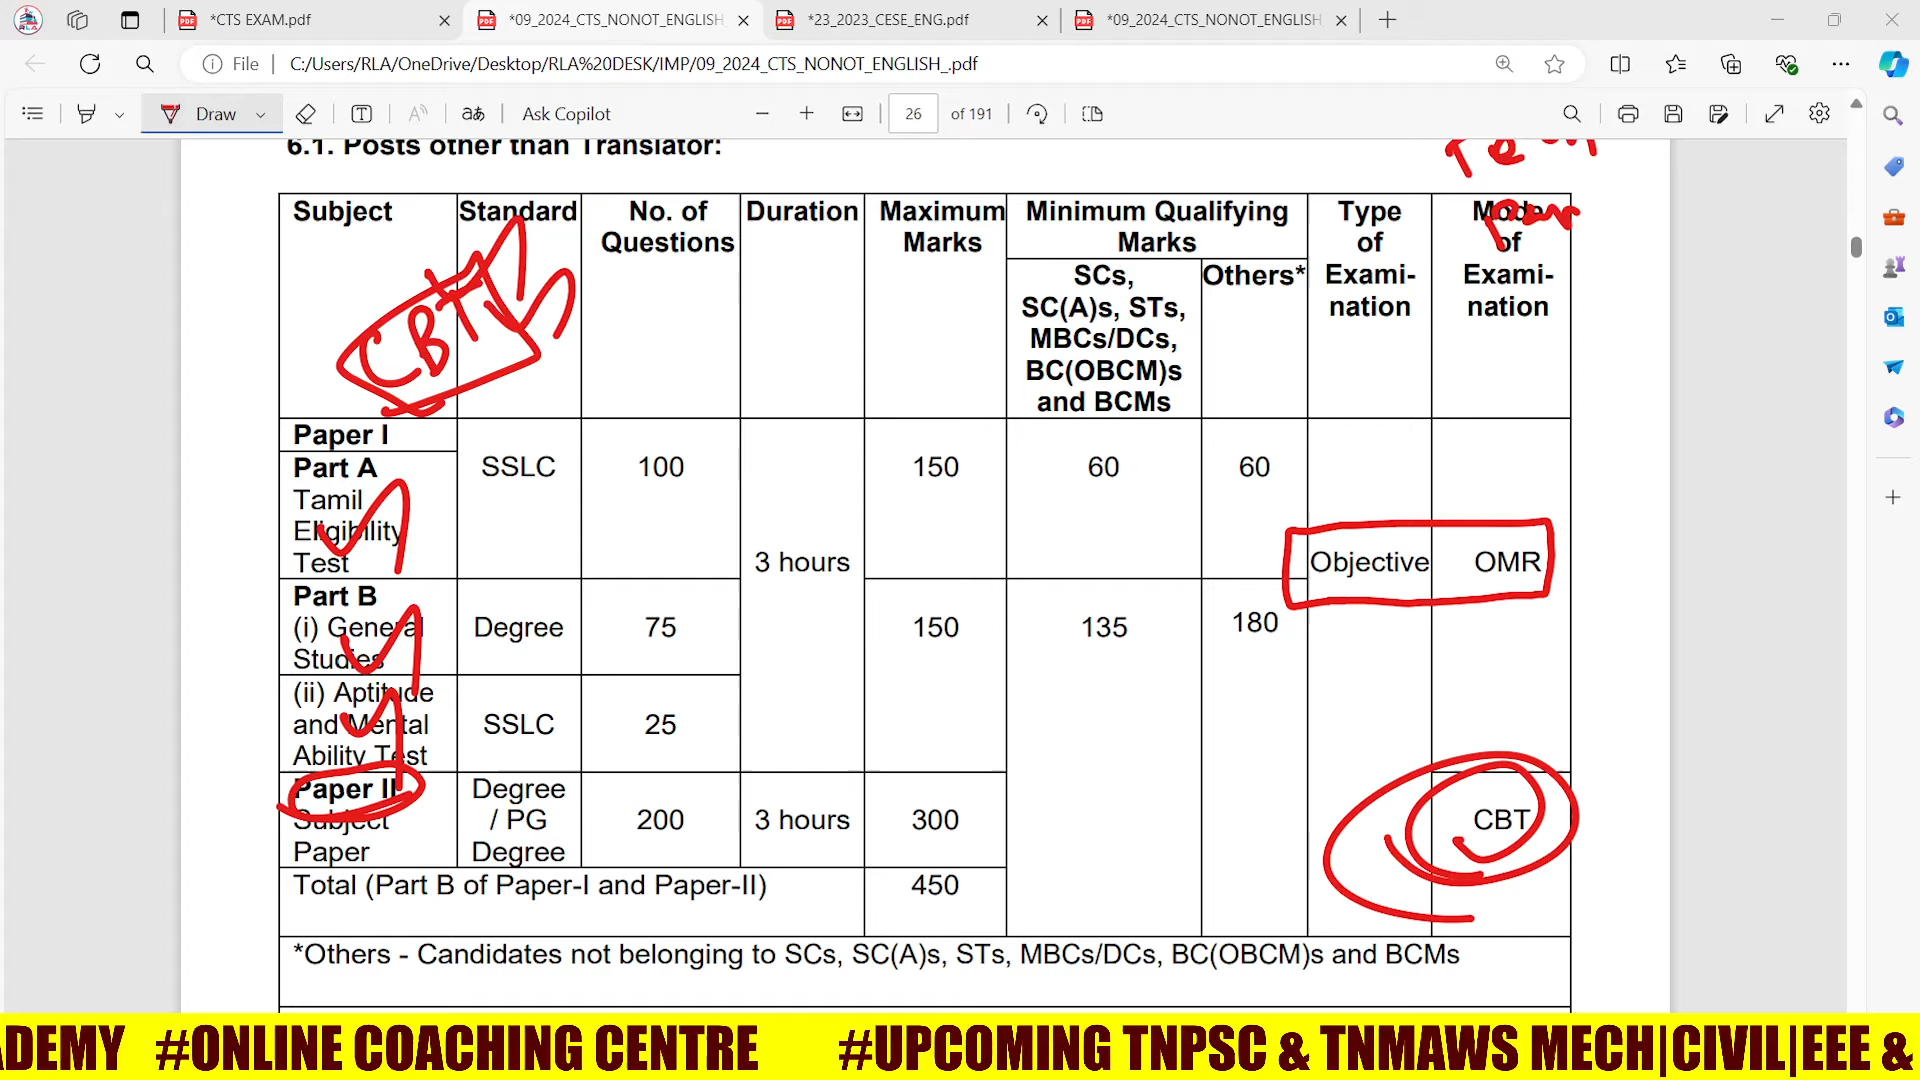 *CTS EXAM.pdf
*09_2024_CTS_NONOT_ENGLISH
*23_2023_CESE_ENG.pdf
*09_2024_CTS_NONOT_ENGLISH
File
C:/Users/RLA/OneDrive/Desktop/RLA%20DESK/IMP/09_2024_CTS_NONOT_ENGLISH_.pdf
Draw
Ask Copilot
26 of 191
6.1. Posts other than Translator:
Subject
Standard
No. of
Questions
Duration
Maximum
Marks
Minimum Qualifying
Marks
SCs,
SC(A)s, STs,
MBCs/DCs,
BC(OBCM)s
and BCMs
Others*
Type
of
Exami-
nation
Mode
of
Exami-
nation
CBT
Paper I
Part A
Tamil
Eligibility
Test
SSLC
100
3 hours
150
60
60
Objective
OMR
Part B
(i) General
Studies
Degree
75
150
135
180
(ii) Aptitude
and Mental
Ability Test
SSLC
25
Paper II
Subject
Paper
Degree
/ PG
Degree
200
3 hours
300
CBT
Total (Part B of Paper-I and Paper-II)
450
*Others - Candidates not belonging to SCs, SC(A)s, STs, MBCs/DCs, BC(OBCM)s and BCMs
ADEMY #ONLINE COACHING CENTRE #UPCOMING TNPSC & TNMAWS MECH|CIVIL|EEE &